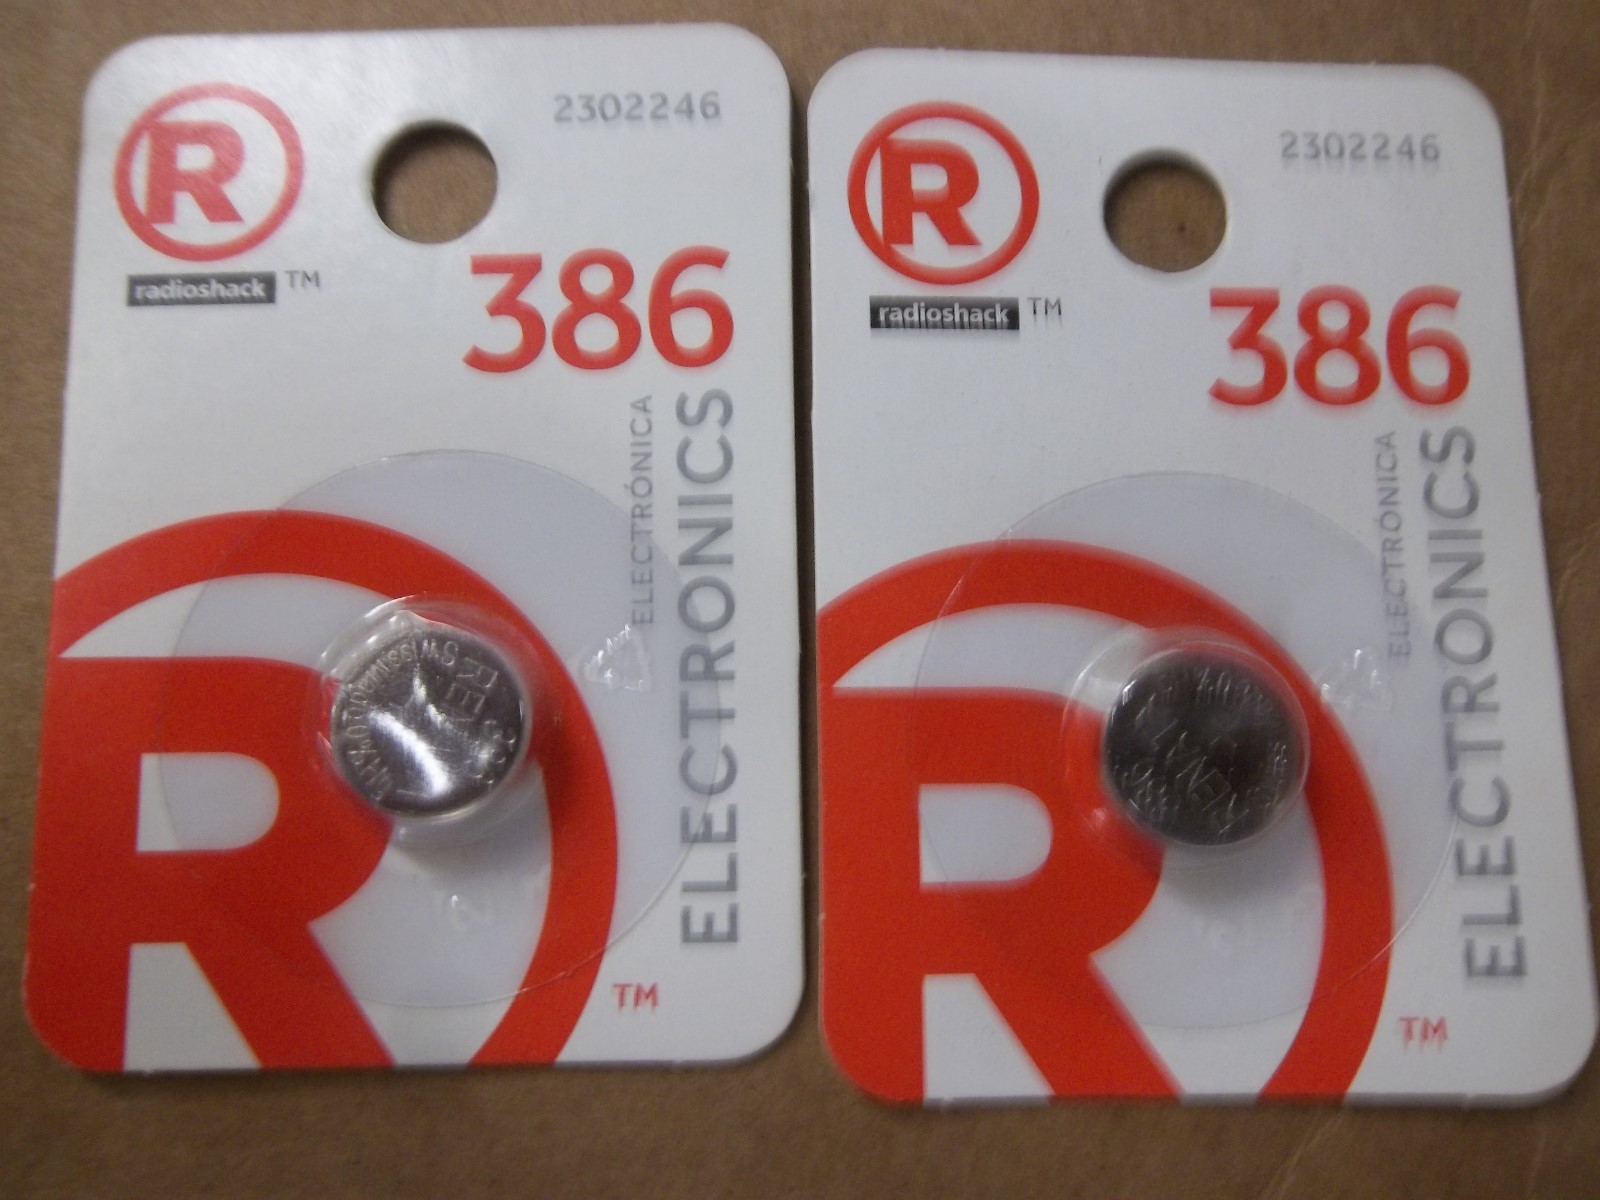 R
2302246
radioshack TM
386
ELECTRÓNICA
ELECTRONICS
R
TM
R
2302246
radioshack TM
386
ELECTRÓNICA
ELECTRONICS
R
TM